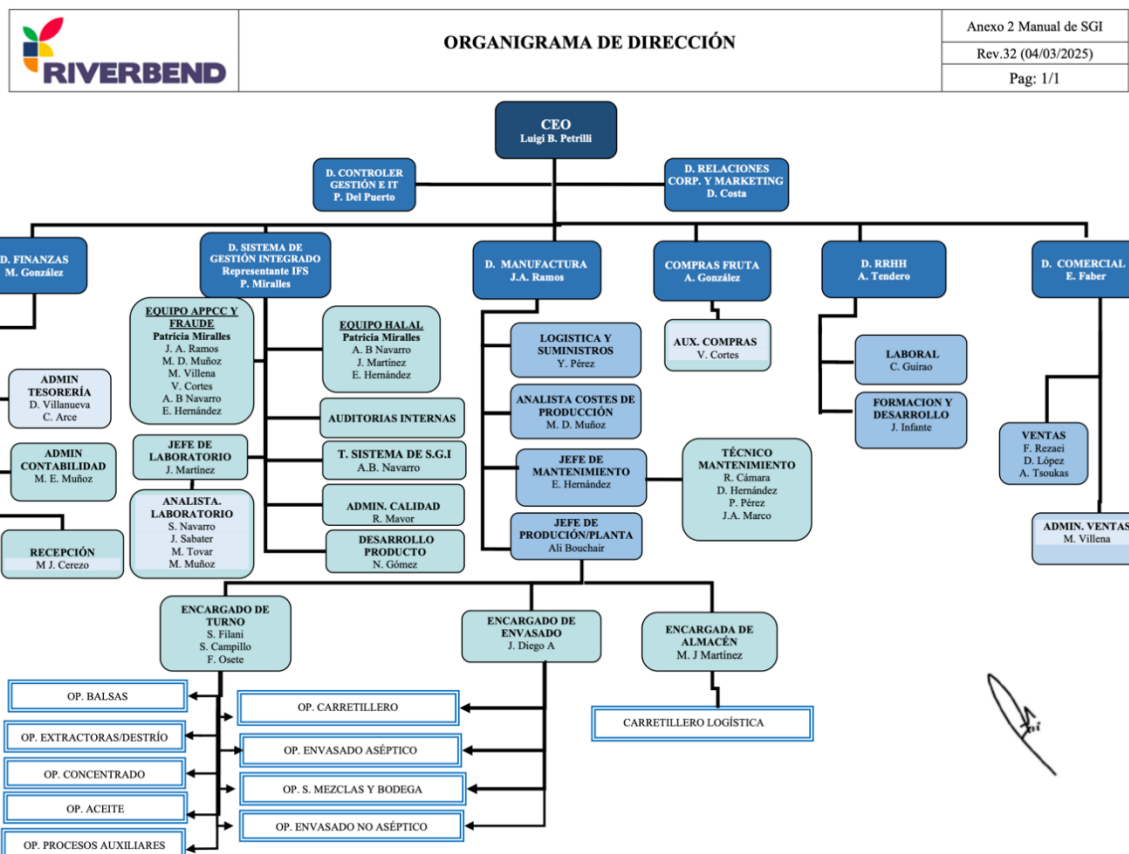 RIVERBEND
ORGANIGRAMA DE DIRECCIÓN
Anexo 2 Manual de SGI
Rev.32 (04/03/2025)
Pag: 1/1
CEO
Luigi B. Petrilli
D. CONTROLER
GESTIÓN E IT
P. Del Puerto
D. RELACIONES
CORP. Y MARKETING
D. Costa
D. FINANZAS
M. González
D. SISTEMA DE
GESTIÓN INTEGRADO
Representante IFS
P. Miralles
D. MANUFACTURA
J.A. Ramos
COMPRAS FRUTA
A. González
D. RRHH
A. Tendero
D. COMERCIAL
E. Faber
ADMIN
TESORERÍA
D. Villanueva
C. Arce
ADMIN
CONTABILIDAD
M. E. Muñoz
RECEPCIÓN
M J. Cerezo
EQUIPO APPCC Y
FRAUDE
Patricia Miralles
J. A. Ramos
M. D. Muñoz
M. Villena
V. Cortes
A. B Navarro
E. Hernández
JEFE DE
LABORATORIO
J. Martínez
ANALISTA.
LABORATORIO
S. Navarro
J. Sabater
M. Tovar
M. Muñoz
EQUIPO HALAL
Patricia Miralles
A. B Navarro
J. Martínez
E. Hernández
AUDITORIAS INTERNAS
T. SISTEMA DE S.G.I
A.B. Navarro
ADMIN. CALIDAD
R. Mayor
DESARROLLO
PRODUCTO
N. Gómez
LOGISTICA Y
SUMINISTROS
Y. Pérez
ANALISTA COSTES DE
PRODUCCIÓN
M. D. Muñoz
JEFE DE
MANTENIMIENTO
E. Hernández
JEFE DE
PRODUCIÓN/PLANTA
Ali Bouchair
TÉCNICO
MANTENIMIENTO
R. Cámara
D. Hernández
P. Pérez
J.A. Marco
AUX. COMPRAS
V. Cortes
LABORAL
C. Guirao
FORMACION Y
DESARROLLO
J. Infante
VENTAS
F. Rezaei
D. López
A. Tsoukas
ADMIN. VENTAS
M. Villena
ENCARGADO DE
TURNO
S. Filani
S. Campillo
F. Osete
ENCARGADO DE
ENVASADO
J. Diego A
ENCARGADA DE
ALMACÉN
M. J Martínez
OP. BALSAS
OP. EXTRACTORAS/DESTRÍO
OP. CONCENTRADO
OP. ACEITE
OP. PROCESOS AUXILIARES
OP. CARRETILLERO
OP. ENVASADO ASÉPTICO
OP. S. MEZCLAS Y BODEGA
OP. ENVASADO NO ASÉPTICO
CARRETILLERO LOGÍSTICA